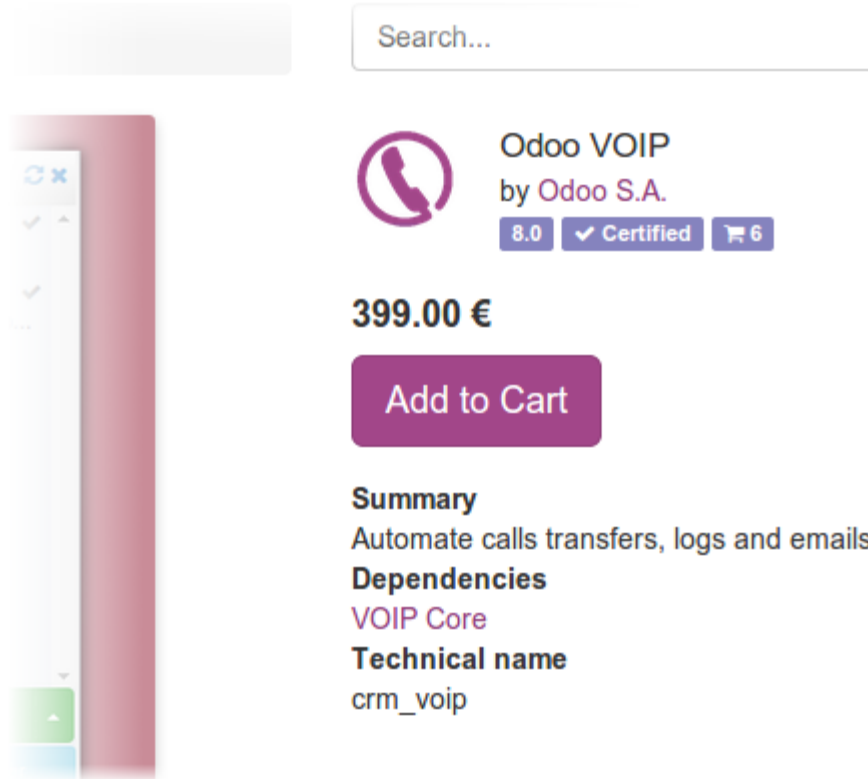 Search...
Odoo VOIP
by Odoo S.A.
8.0 Certified 6
399.00 €
Add to Cart
Summary
Automate calls transfers, logs and emails
Dependencies
VOIP Core
Technical name
crm_voip